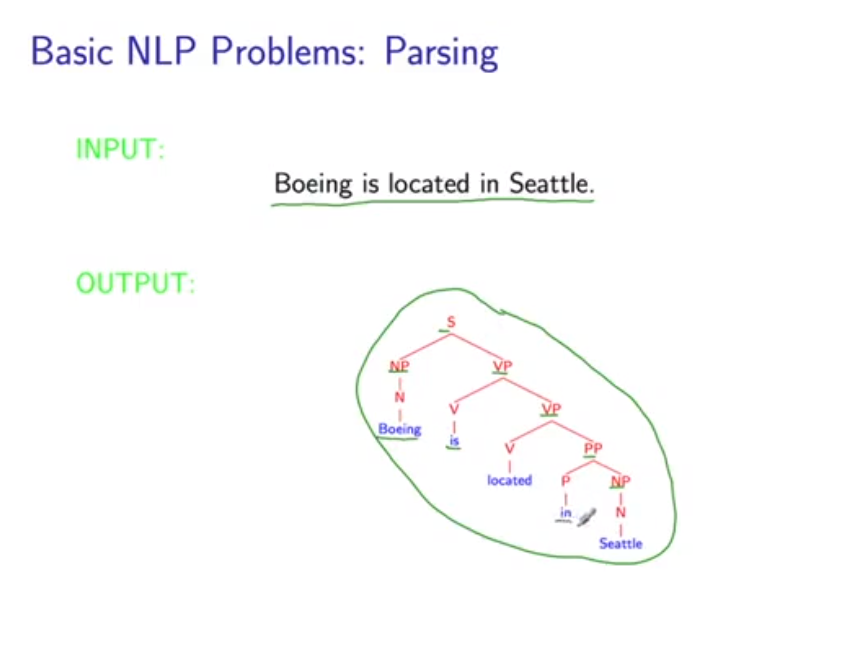 Basic NLP Problems: Parsing
INPUT:
Boeing is located in Seattle.
OUTPUT:
S
NP VP
N V VP
Boeing is V PP
located P NP
in N
Seattle